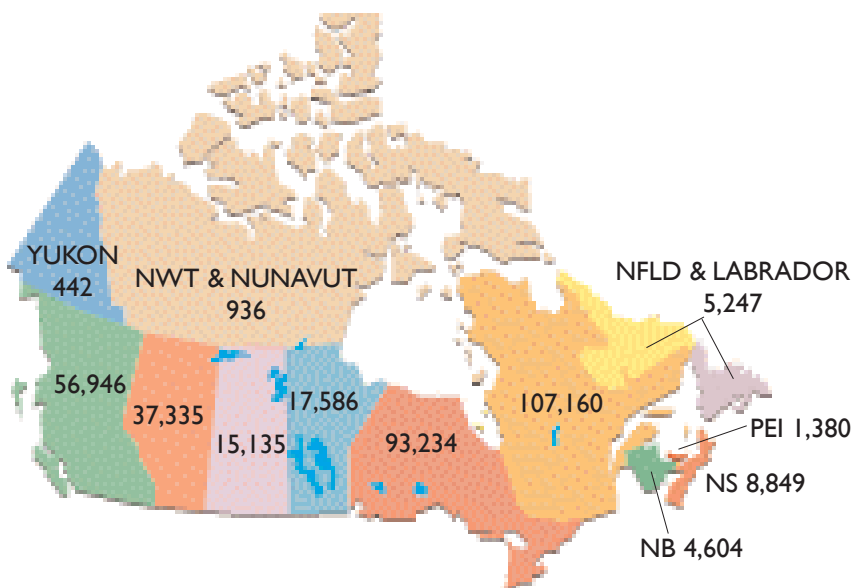 YUKON
442
NWT & NUNAVUT
936
NFLD & LABRADOR
5,247
56,946
37,335
15,135
17,586
93,234
107,160
PEI 1,380
NS 8,849
NB 4,604